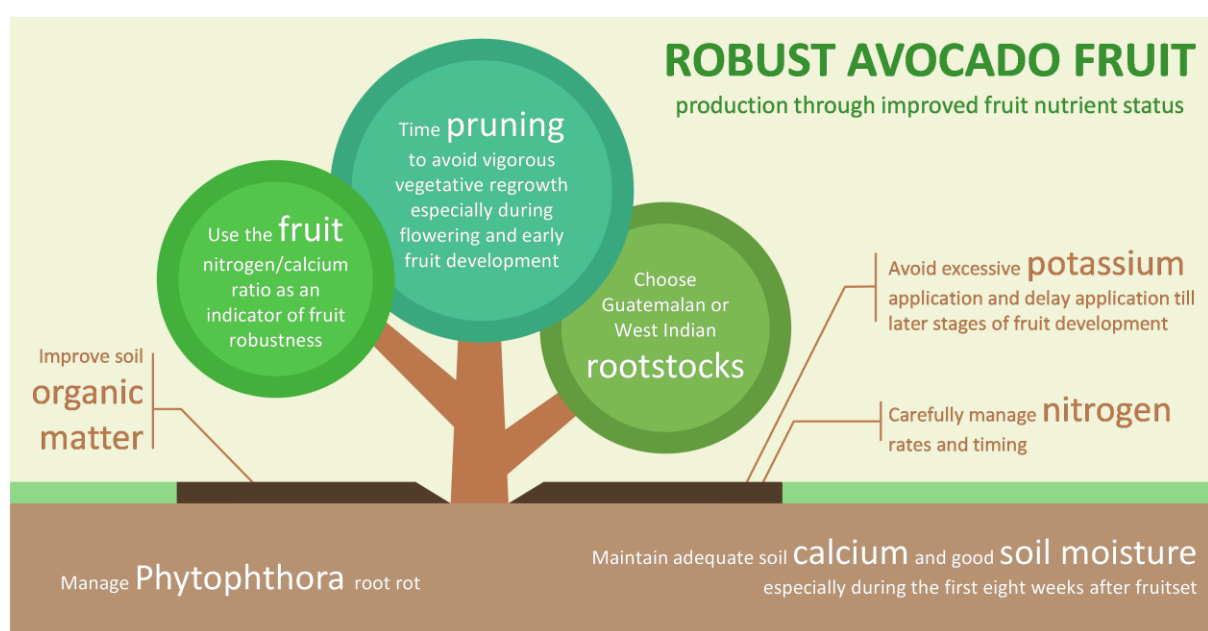 ROBUST AVOCADO FRUIT
production through improved fruit nutrient status
Time pruning
to avoid vigorous
vegetative regrowth
especially during
flowering and early
fruit development
Use the fruit
nitrogen/calcium
ratio as an
indicator of fruit
robustness
Choose
Guatemalan or
West Indian
rootstocks
Avoid excessive potassium
application and delay application till
later stages of fruit development
Improve soil
organic
matter
Carefully manage nitrogen
rates and timing
Manage Phytophthora root rot
Maintain adequate soil calcium and good soil moisture
especially during the first eight weeks after fruitset